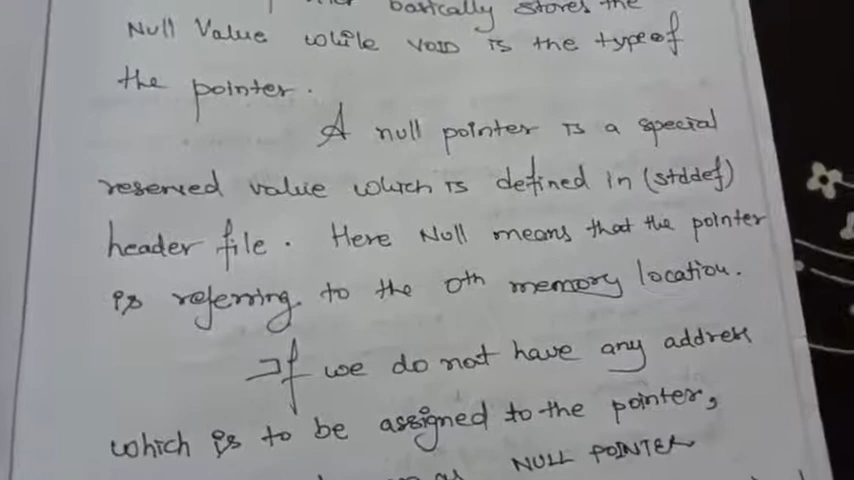 basically stores the
Null Value while void is the type of
the pointer.
A null pointer is a special
reserved value which is defined in (stddef)
header file. Here Null means that the pointer
is referring to the 0th memory location.
If we do not have any address
which is to be assigned to the pointer,
NULL POINTER